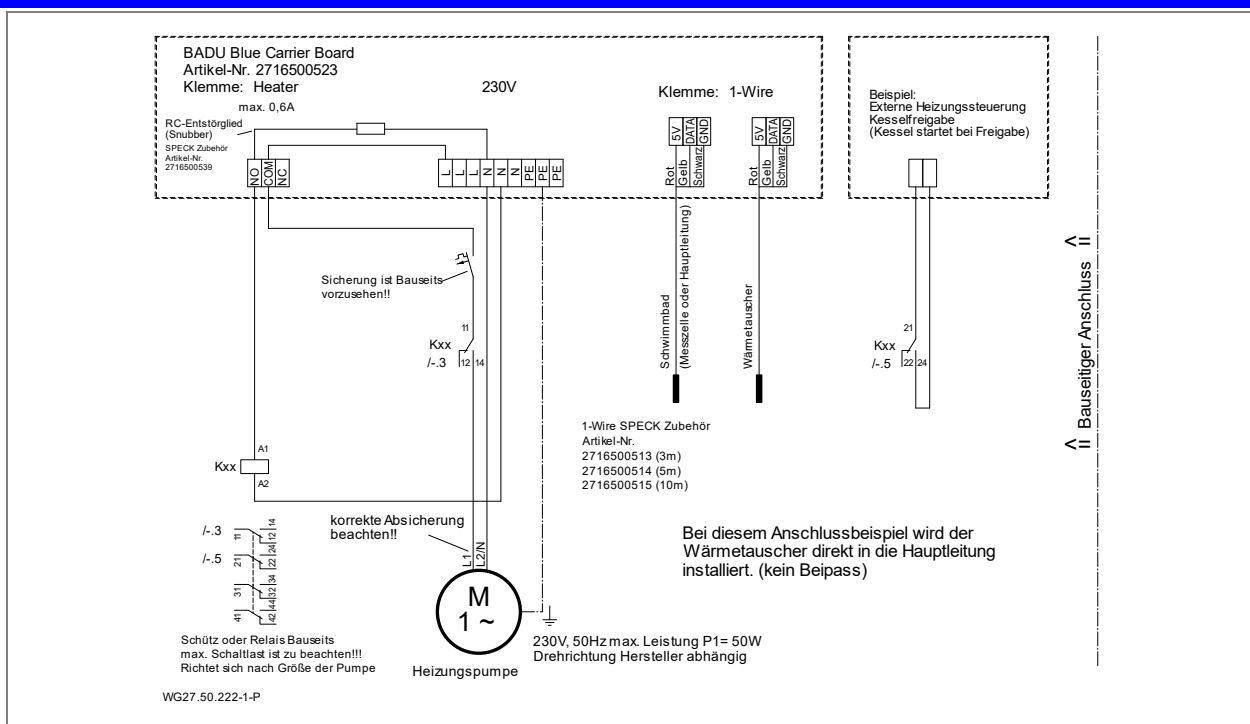 BADU Blue Carrier Board
Artikel-Nr. 2716500523
Klemme: Heater
230V
max. 0,6A
RC-Entstörglied
(Snubber)
SPECK Zubehör
Artikel-Nr.
2716500539
NO
COM
NC
L
L
L
N
N
N
PE
PE
PE
Klemme: 1-Wire
5V
DATA
GND
Rot
Gelb
Schwarz
5V
DATA
GND
Rot
Gelb
Schwarz
Beispiel:
Externe Heizungssteuerung
Kesselfreigabe
(Kessel startet bei Freigabe)
Sicherung ist Bauseits
vorzusehen!!
11
Kxx
/-.3
12
14
Schwimmbad
(Messzelle oder Hauptleitung)
Wärmetauscher
21
Kxx
/-.5
22
24
<= Bauseitiger Anschluss <=
1-Wire SPECK Zubehör
Artikel-Nr.
2716500513 (3m)
2716500514 (5m)
2716500515 (10m)
A1
Kxx
A2
korrekte Absicherung
beachten!!
L1
L2/N
M
1 ~
Heizungspumpe
230V, 50Hz max. Leistung P1= 50W
Drehrichtung Hersteller abhängig
Bei diesem Anschlussbeispiel wird der
Wärmetauscher direkt in die Hauptleitung
installiert. (kein Beipass)
/-.3
11
14
12
/-.5
21
24
22
31
34
32
41
44
42
Schütz oder Relais Bauseits
max. Schaltlast ist zu beachten!!!
Richtet sich nach Größe der Pumpe
WG27.50.222-1-P